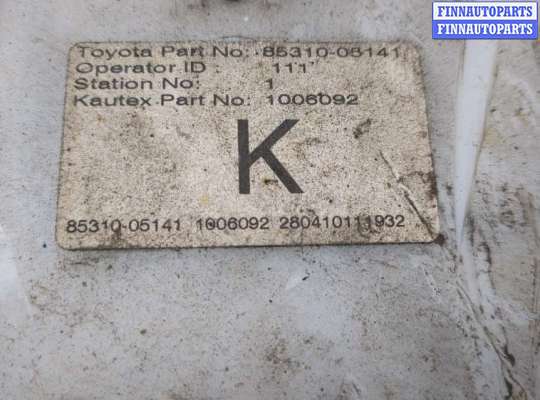 FINNAUTOPARTS
FINNAUTOPARTS
Toyota Part No: 85310-05141
Operator ID : 111
Station No: 1
Kautex Part No: 1006092
K
85310-05141 1006092 280410111932